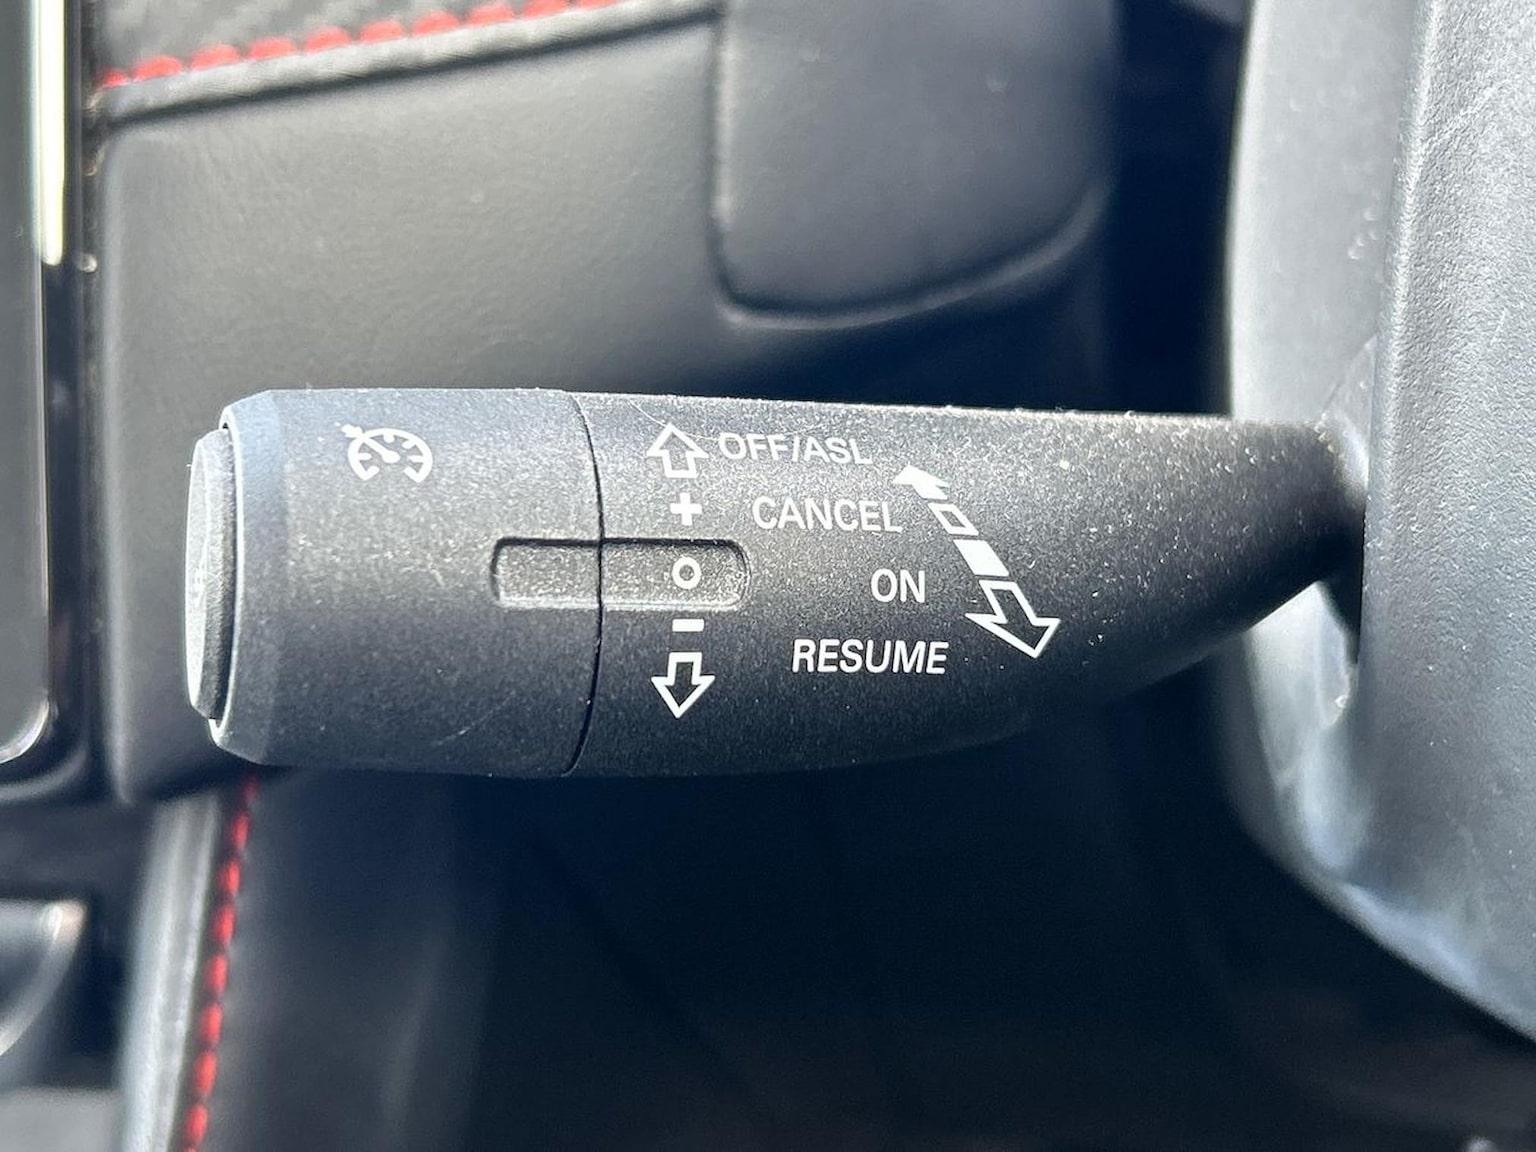 OFF/ASL
+
CANCEL
ON
-
RESUME